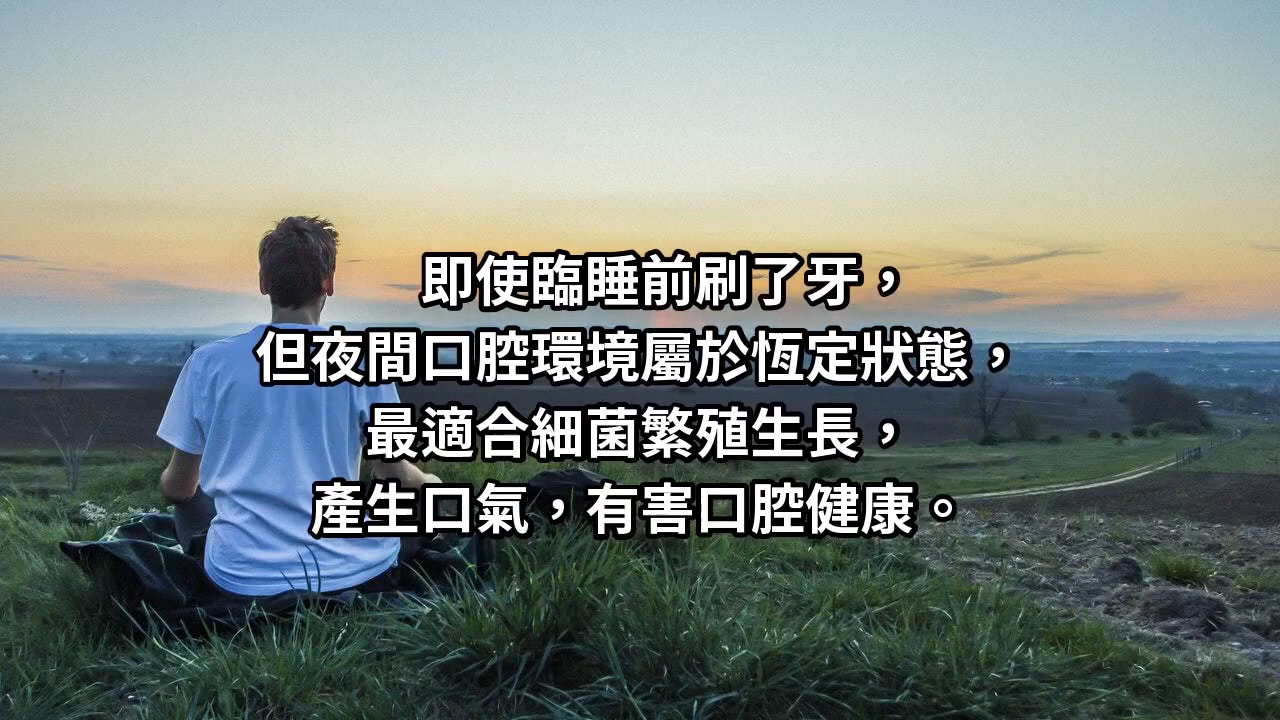 即使臨睡前刷了牙，
但夜間口腔環境屬於恆定狀態，
最適合細菌繁殖生長，
產生口氣，有害口腔健康。